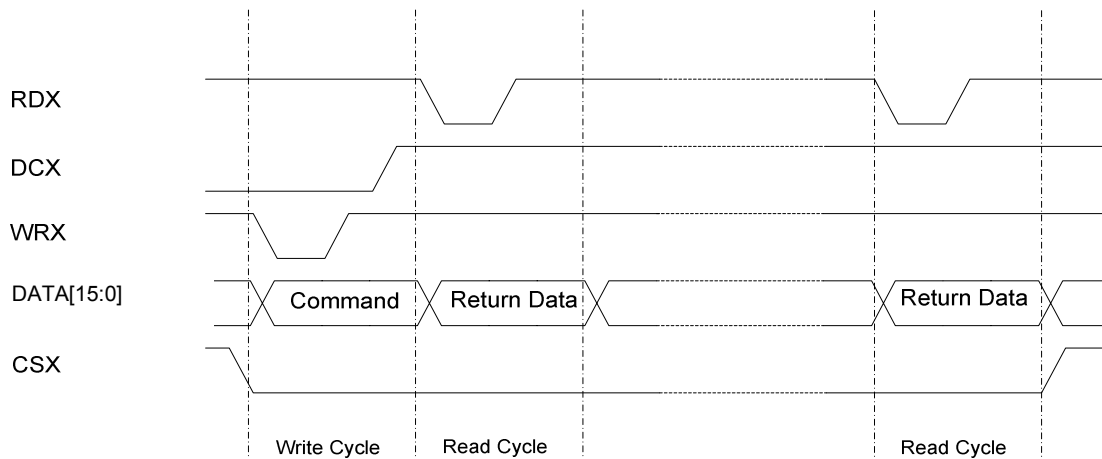 RDX
DCX
WRX
DATA[15:0]
Command
Return Data
Return Data
CSX
Write Cycle
Read Cycle
Read Cycle